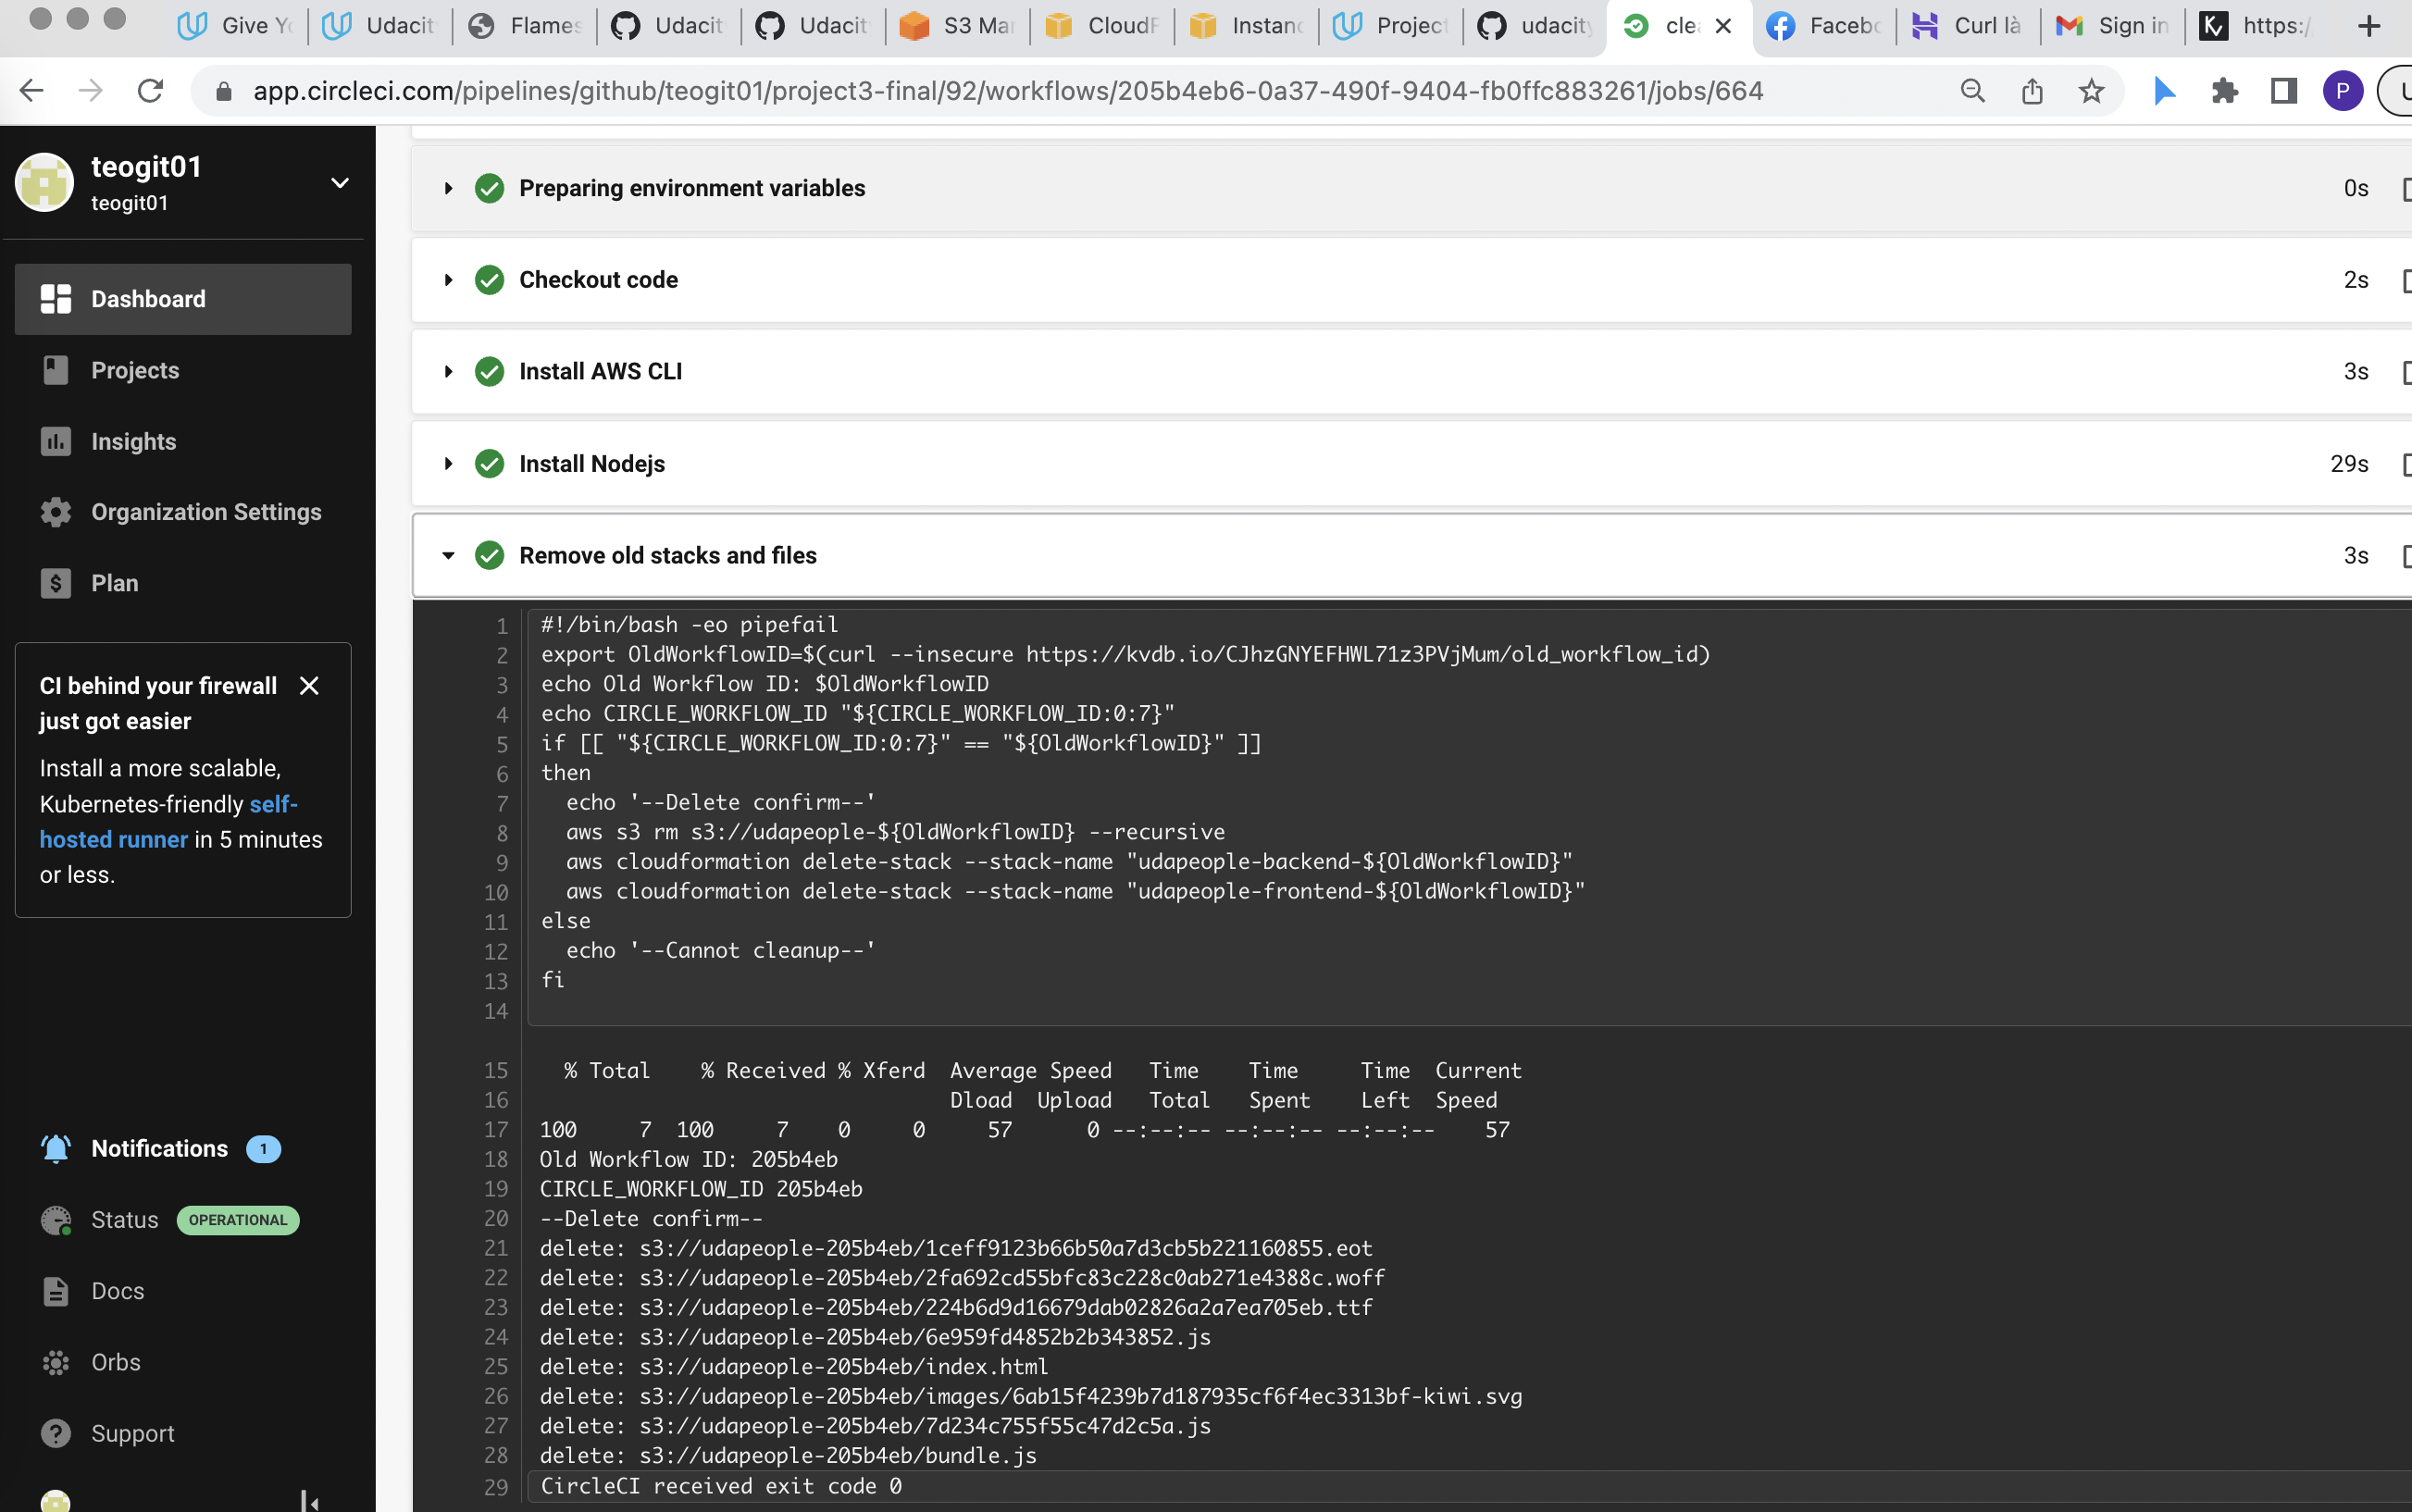 Give Yo
Udacit
Flames
Udacit
Udacit
S3 Mar
CloudF
Instanc
Project
udacity
cle
Facebo
Curl là
Sign in
https:/
app.circleci.com/pipelines/github/teogit01/project3-final/92/workflows/205b4eb6-0a37-490f-9404-fb0ffc883261/jobs/664
P
teogit01
teogit01
Dashboard
Projects
Insights
Organization Settings
Plan
CI behind your firewall
just got easier
Install a more scalable,
Kubernetes-friendly self-
hosted runner in 5 minutes
or less.
Notifications 1
Status OPERATIONAL
Docs
Orbs
Support
Preparing environment variables 0s
Checkout code 2s
Install AWS CLI 3s
Install Nodejs 29s
Remove old stacks and files 3s
1 #!/bin/bash -eo pipefail
2 export OldWorkflowID=$(curl --insecure https://kvdb.io/CJhzGNYEFHWL71z3PVjMum/old_workflow_id)
3 echo Old Workflow ID: $OldWorkflowID
4 echo CIRCLE_WORKFLOW_ID "${CIRCLE_WORKFLOW_ID:0:7}"
5 if [[ "${CIRCLE_WORKFLOW_ID:0:7}" == "${OldWorkflowID}" ]]
6 then
7 echo '--Delete confirm--'
8 aws s3 rm s3://udapeople-${OldWorkflowID} --recursive
9 aws cloudformation delete-stack --stack-name "udapeople-backend-${OldWorkflowID}"
10 aws cloudformation delete-stack --stack-name "udapeople-frontend-${OldWorkflowID}"
11 else
12 echo '--Cannot cleanup--'
13 fi
14
15 % Total % Received % Xferd Average Speed Time Time Time Current
16 Dload Upload Total Spent Left Speed
17 100 7 100 7 0 0 57 0 --:--:-- --:--:-- --:--:-- 57
18 Old Workflow ID: 205b4eb
19 CIRCLE_WORKFLOW_ID 205b4eb
20 --Delete confirm--
21 delete: s3://udapeople-205b4eb/1ceff9123b66b50a7d3cb5b221160855.eot
22 delete: s3://udapeople-205b4eb/2fa692cd55bfc83c228c0ab271e4388c.woff
23 delete: s3://udapeople-205b4eb/224b6d9d16679dab02826a2a7ea705eb.ttf
24 delete: s3://udapeople-205b4eb/6e959fd4852b2b343852.js
25 delete: s3://udapeople-205b4eb/index.html
26 delete: s3://udapeople-205b4eb/images/6ab15f4239b7d187935cf6f4ec3313bf-kiwi.svg
27 delete: s3://udapeople-205b4eb/7d234c755f55c47d2c5a.js
28 delete: s3://udapeople-205b4eb/bundle.js
29 CircleCI received exit code 0